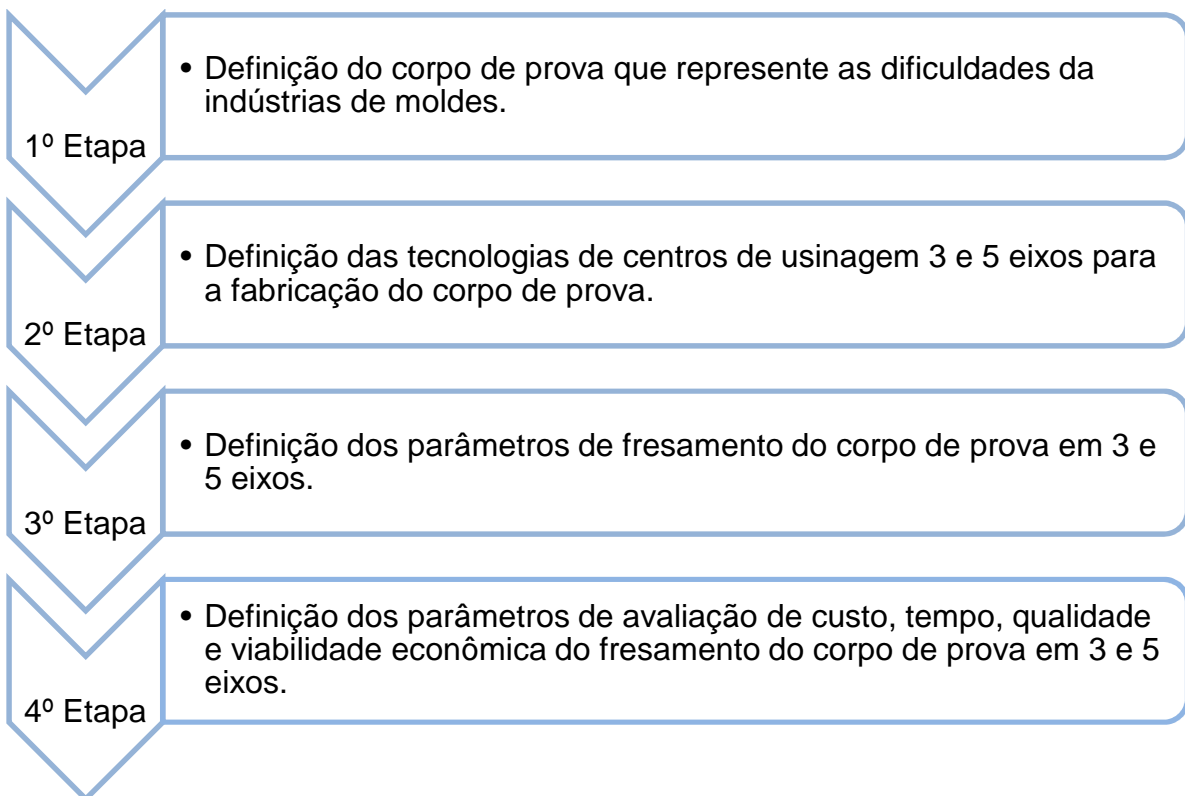 • Definição do corpo de prova que represente as dificuldades da
indústrias de moldes.
1º Etapa
• Definição das tecnologias de centros de usinagem 3 e 5 eixos para
a fabricação do corpo de prova.
2º Etapa
• Definição dos parâmetros de fresamento do corpo de prova em 3 e
5 eixos.
3º Etapa
• Definição dos parâmetros de avaliação de custo, tempo, qualidade
e viabilidade econômica do fresamento do corpo de prova em 3 e 5
eixos.
4º Etapa